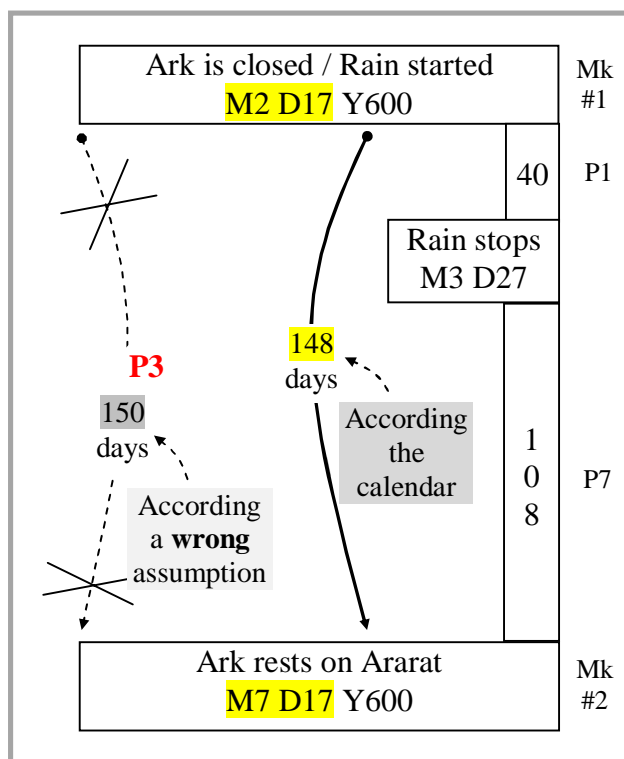 Ark is closed / Rain started
M2 D17 Y600
Mk
#1
40
P1
Rain stops
M3 D27
148
days
P3
150
days
According
the
calendar
According
a wrong
assumption
1
0
8
P7
Ark rests on Ararat
M7 D17 Y600
Mk
#2